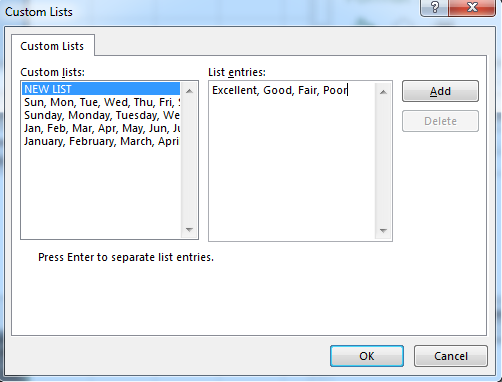 Custom Lists
?
Custom Lists
Custom lists:
NEW LIST
Sun, Mon, Tue, Wed, Thu, Fri, S
Sunday, Monday, Tuesday, We
Jan, Feb, Mar, Apr, May, Jun, Ju
January, February, March, Apri
List entries:
Excellent, Good, Fair, Poor
Add
Delete
Press Enter to separate list entries.
OK
Cancel